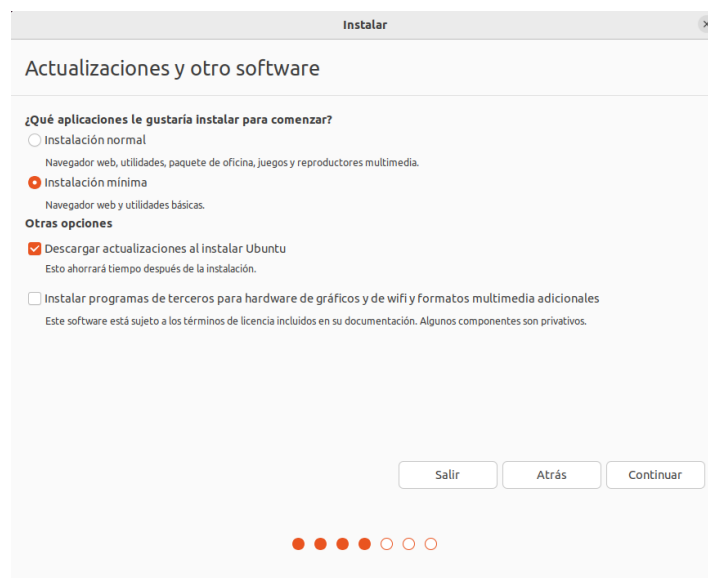 Instalar
Actualizaciones y otro software
¿Qué aplicaciones le gustaría instalar para comenzar?
Instalación normal
Navegador web, utilidades, paquete de oficina, juegos y reproductores multimedia.
Instalación mínima
Navegador web y utilidades básicas.
Otras opciones
Descargar actualizaciones al instalar Ubuntu
Esto ahorrará tiempo después de la instalación.
Instalar programas de terceros para hardware de gráficos y de wifi y formatos multimedia adicionales
Este software está sujeto a los términos de licencia incluidos en su documentación. Algunos componentes son privativos.
Salir
Atrás
Continuar